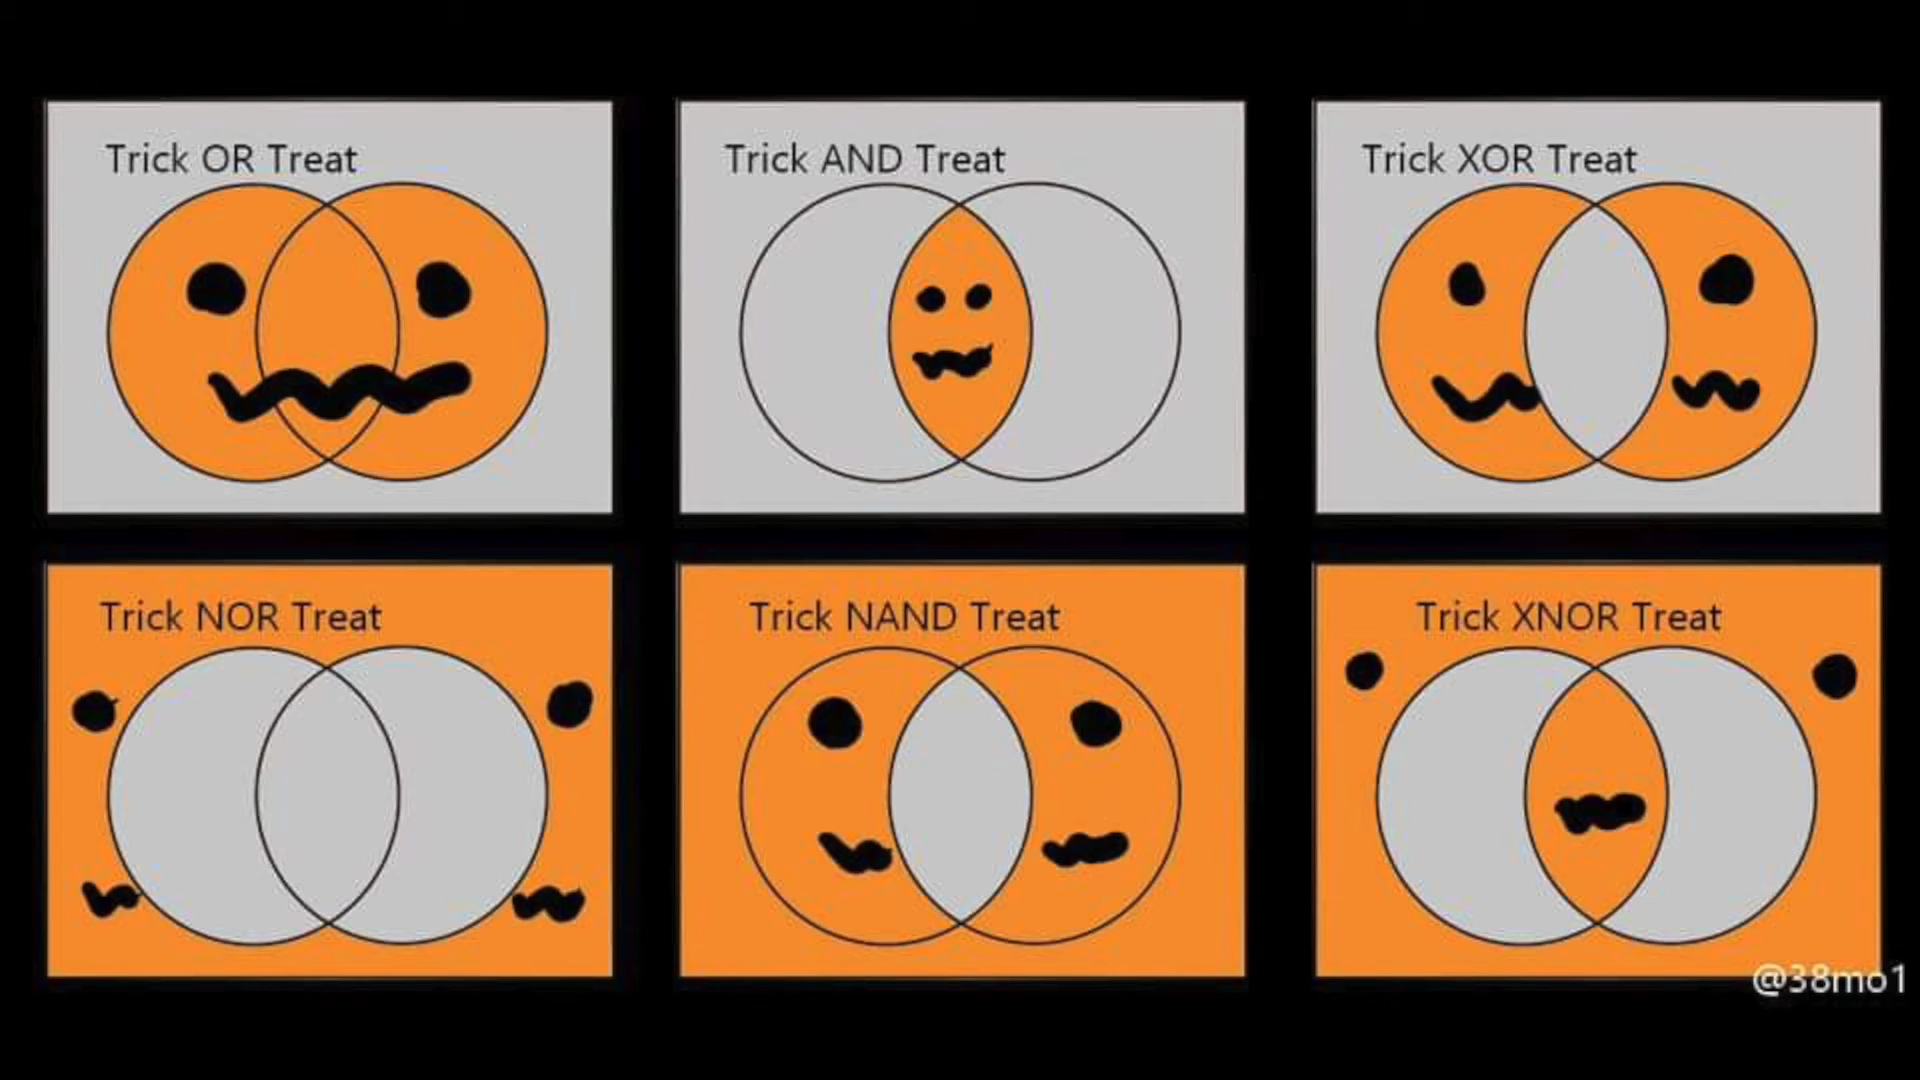 Trick OR Treat
Trick AND Treat
Trick XOR Treat
Trick NOR Treat
Trick NAND Treat
Trick XNOR Treat
@38mo1